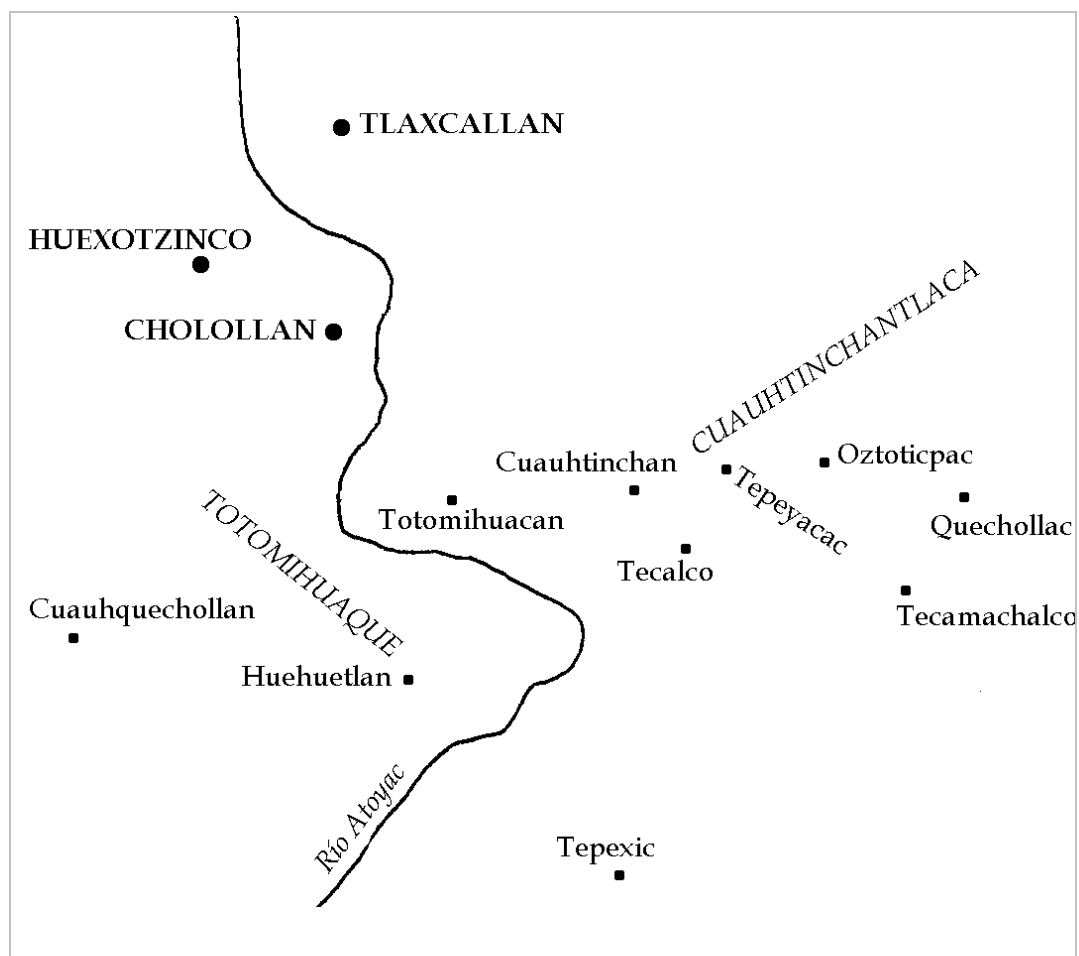 TLAXCALLAN
HUEXOTZINCO
CHOLOLLAN
CUAUHTINCHANTLACA
Cuauhtinchan
Oztoticpac
Tepeyacac
Totomihuacan
Quechollac
TOTOMIHUAQUE
Tecalco
Cuauhquechollan
Tecamachalco
Huehuetlan
Río Atoyac
Tepexic